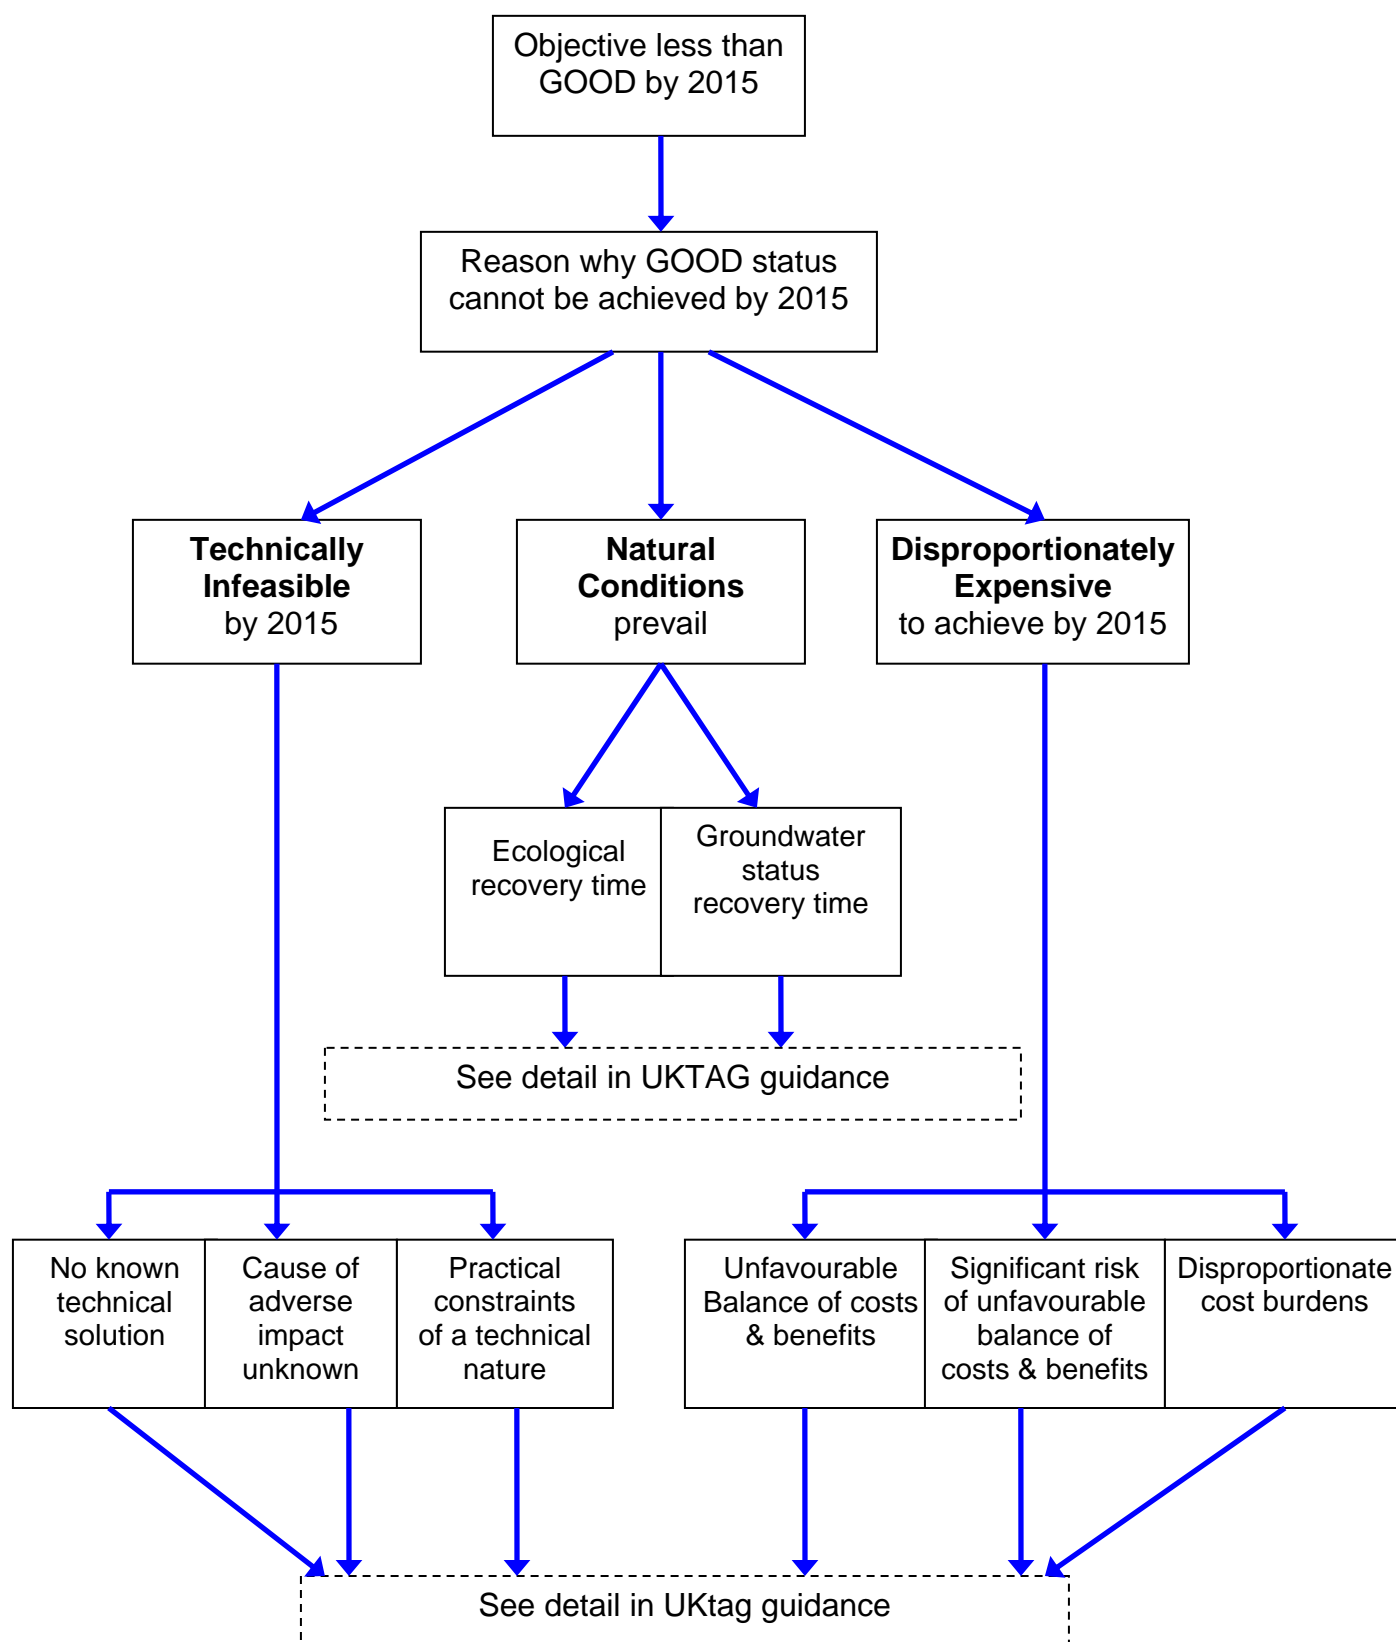 Objective less than
GOOD by 2015
Reason why GOOD status
cannot be achieved by 2015
Technically
Infeasible
by 2015
Natural
Conditions
prevail
Disproportionately
Expensive
to achieve by 2015
Ecological
recovery time
Groundwater
status
recovery time
See detail in UKTAG guidance
No known
technical
solution
Cause of
adverse
impact
unknown
Practical
constraints
of a technical
nature
Unfavourable
Balance of costs
& benefits
Significant risk
of unfavourable
balance of
costs & benefits
Disproportionate
cost burdens
See detail in UKtag guidance